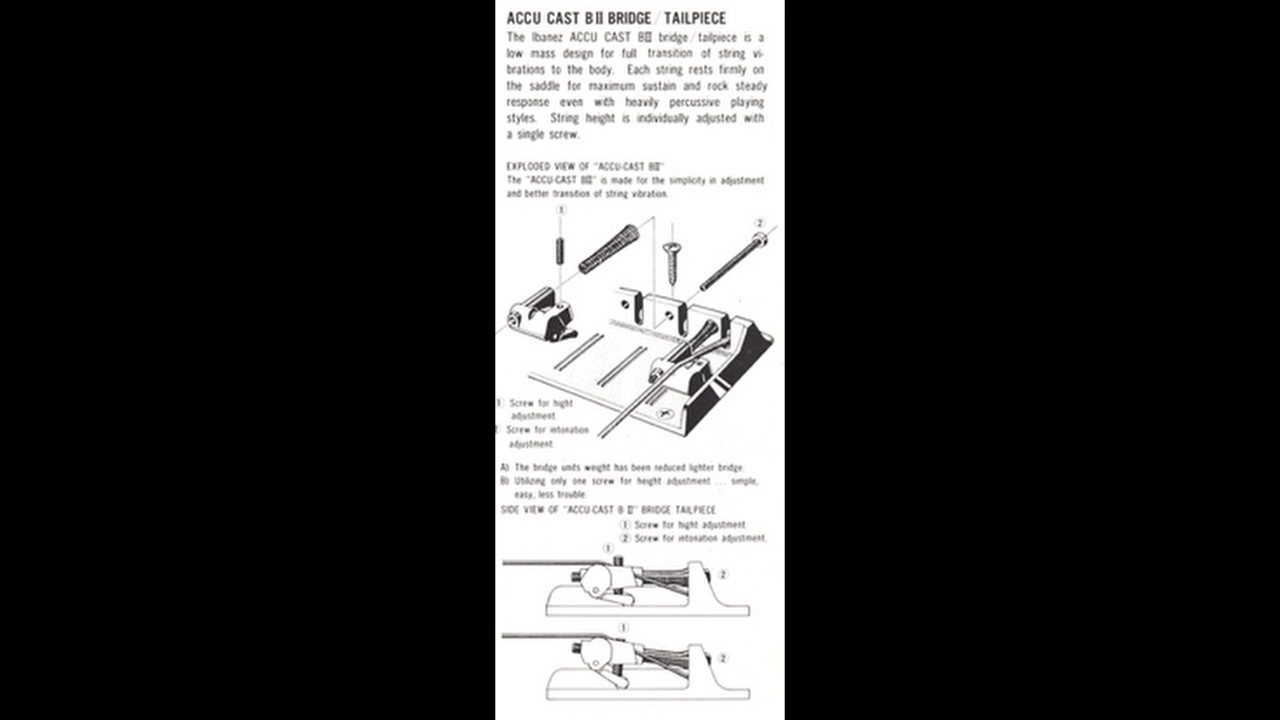 ACCU CAST B II BRIDGE / TAILPIECE
The Ibanez ACCU CAST BII bridge/tailpiece is a
low mass design for full transition of string vi-
brations to the body. Each string rests firmly on
the saddle for maximum sustain and rock steady
response even with heavily percussive playing
styles. String height is individually adjusted with
a single screw.
EXPLODED VIEW OF "ACCU-CAST BII"
The "ACCU-CAST BII" is made for the simplicity in adjustment
and better transition of string vibration.
①
②
① Screw for hight
adjustment
② Screw for intonation
adjustment.
A) The bridge units weight has been reduced lighter bridge.
B) Utilizing only one screw for height adjustment ... simple,
easy, less trouble.
SIDE VIEW OF "ACCU-CAST B II" BRIDGE TAILPIECE
① Screw for hight adjustment
② Screw for intonation adjustment.
①
②
①
②